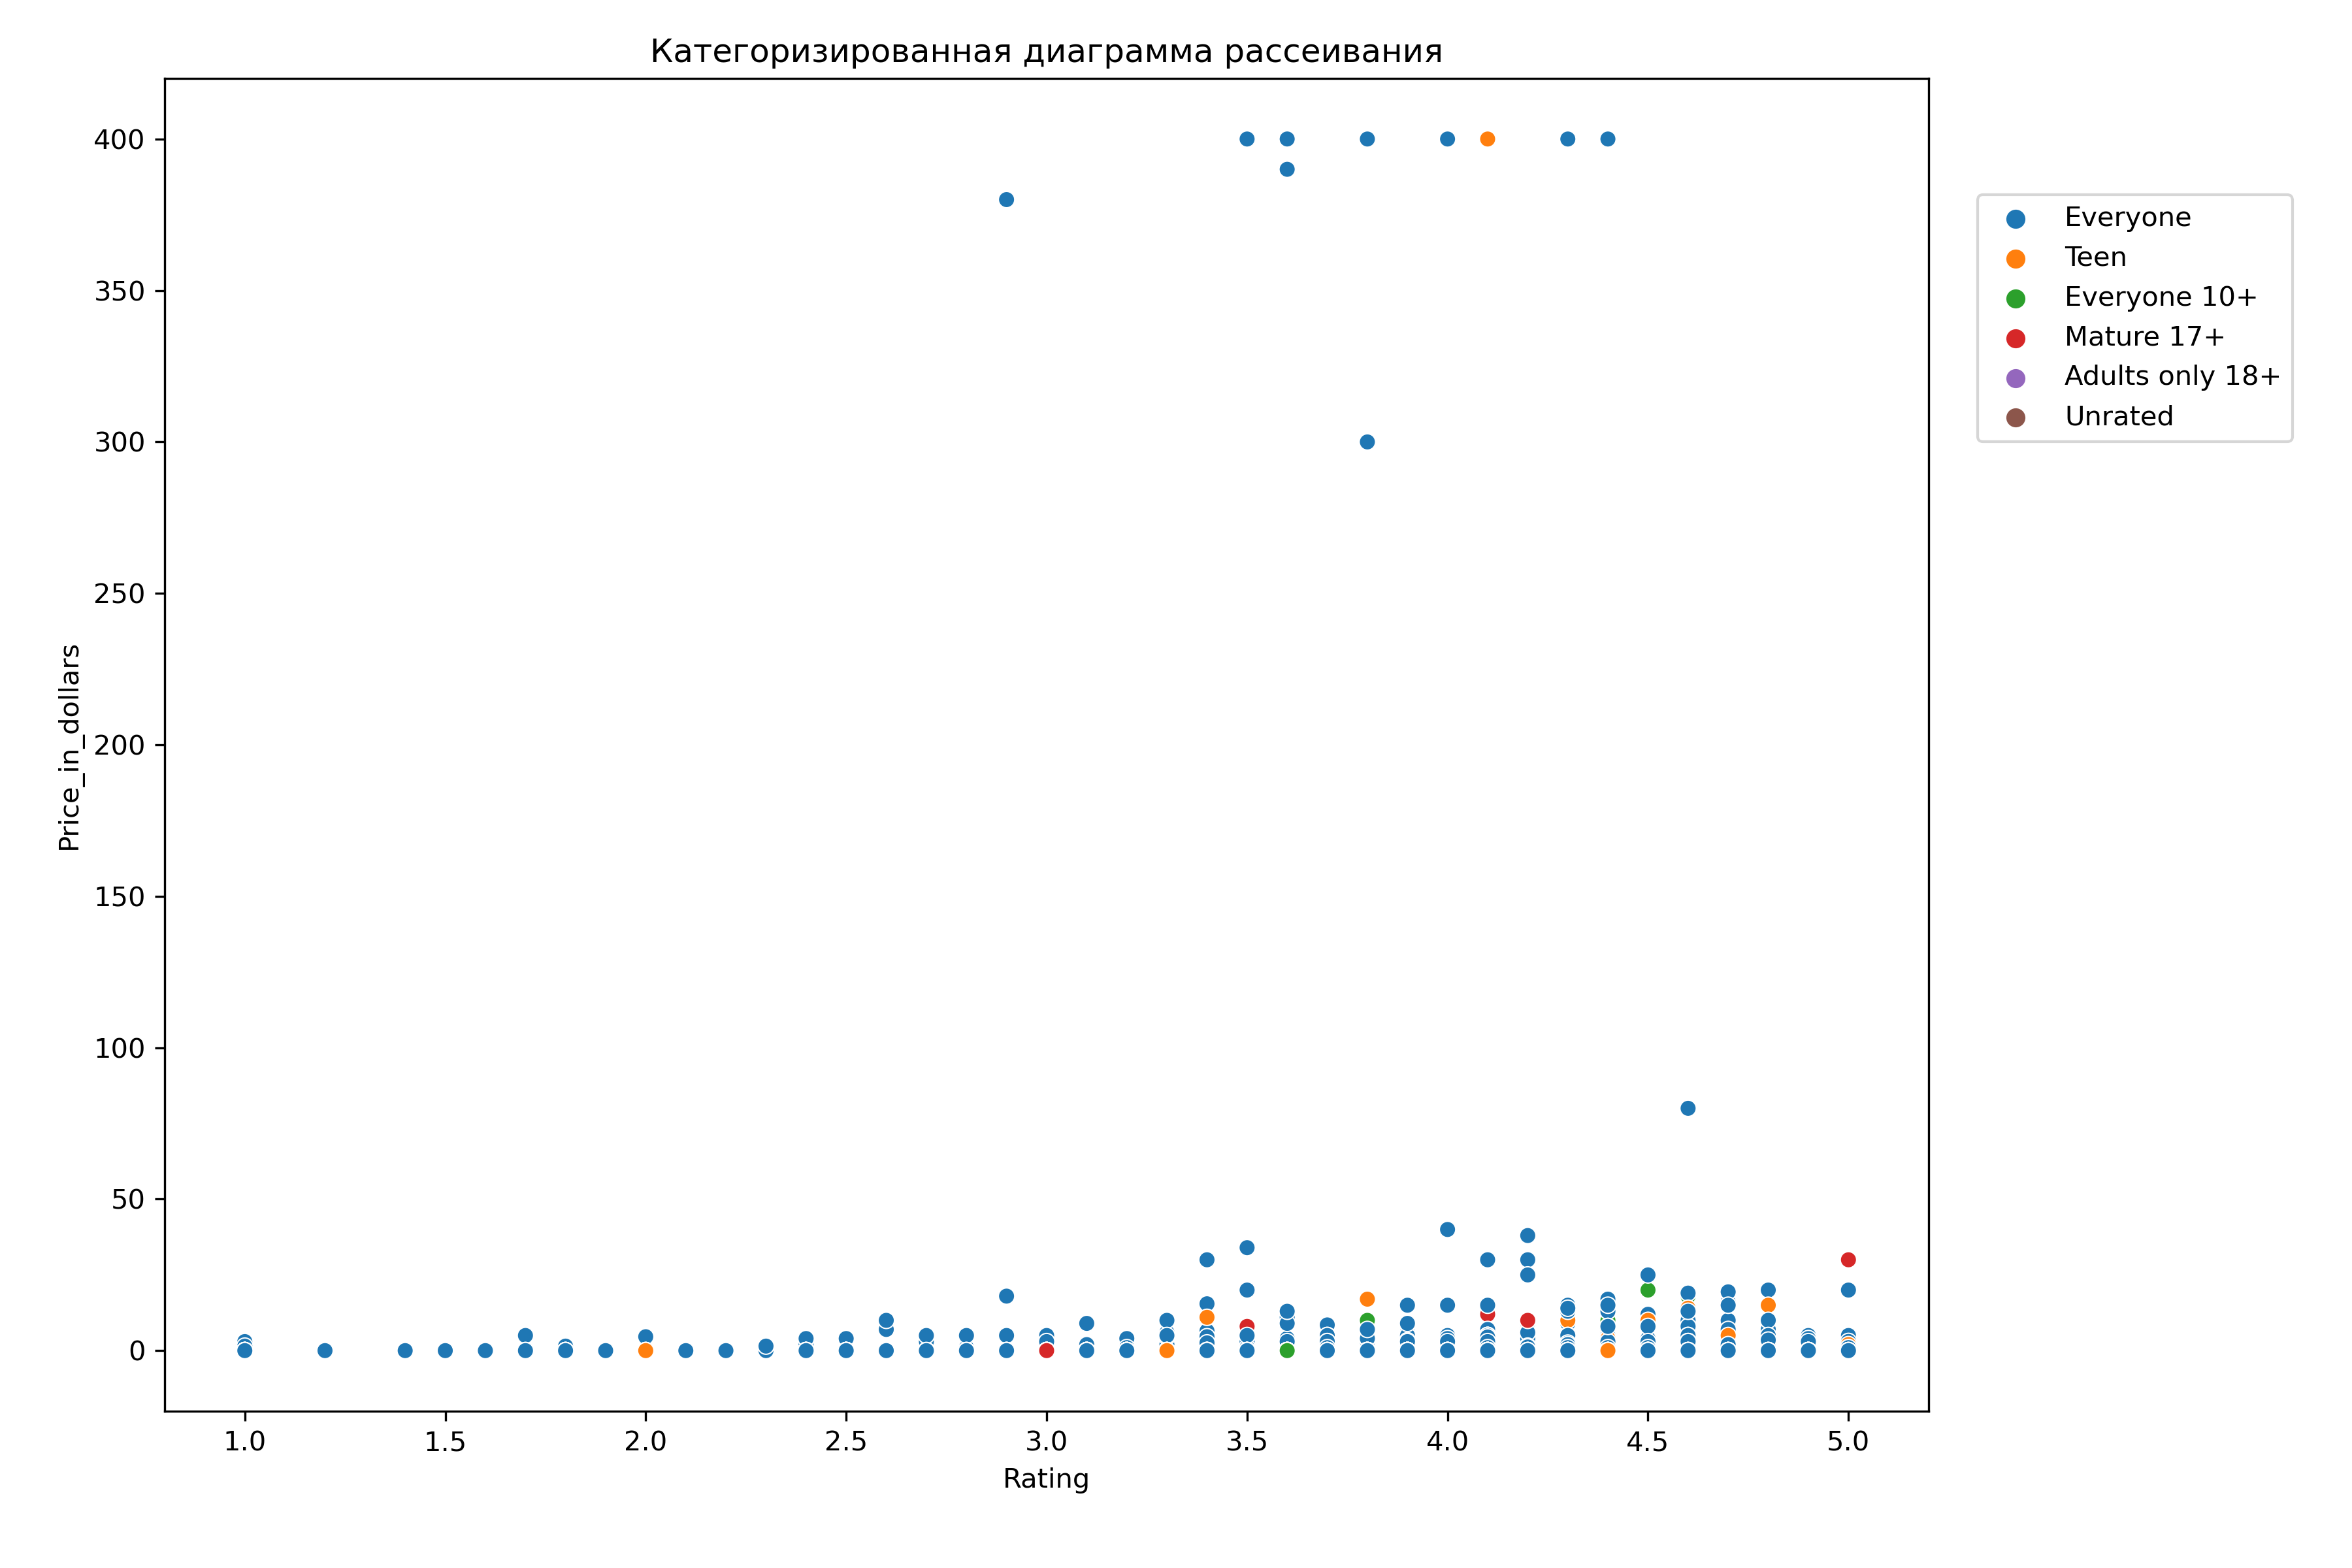 Категоризированная диаграмма рассеивания
400
350
300
250
200
150
100
50
0
Price_in_dollars
1.0 1.5 2.0 2.5 3.0 3.5 4.0 4.5 5.0
Rating
Everyone
Teen
Everyone 10+
Mature 17+
Adults only 18+
Unrated